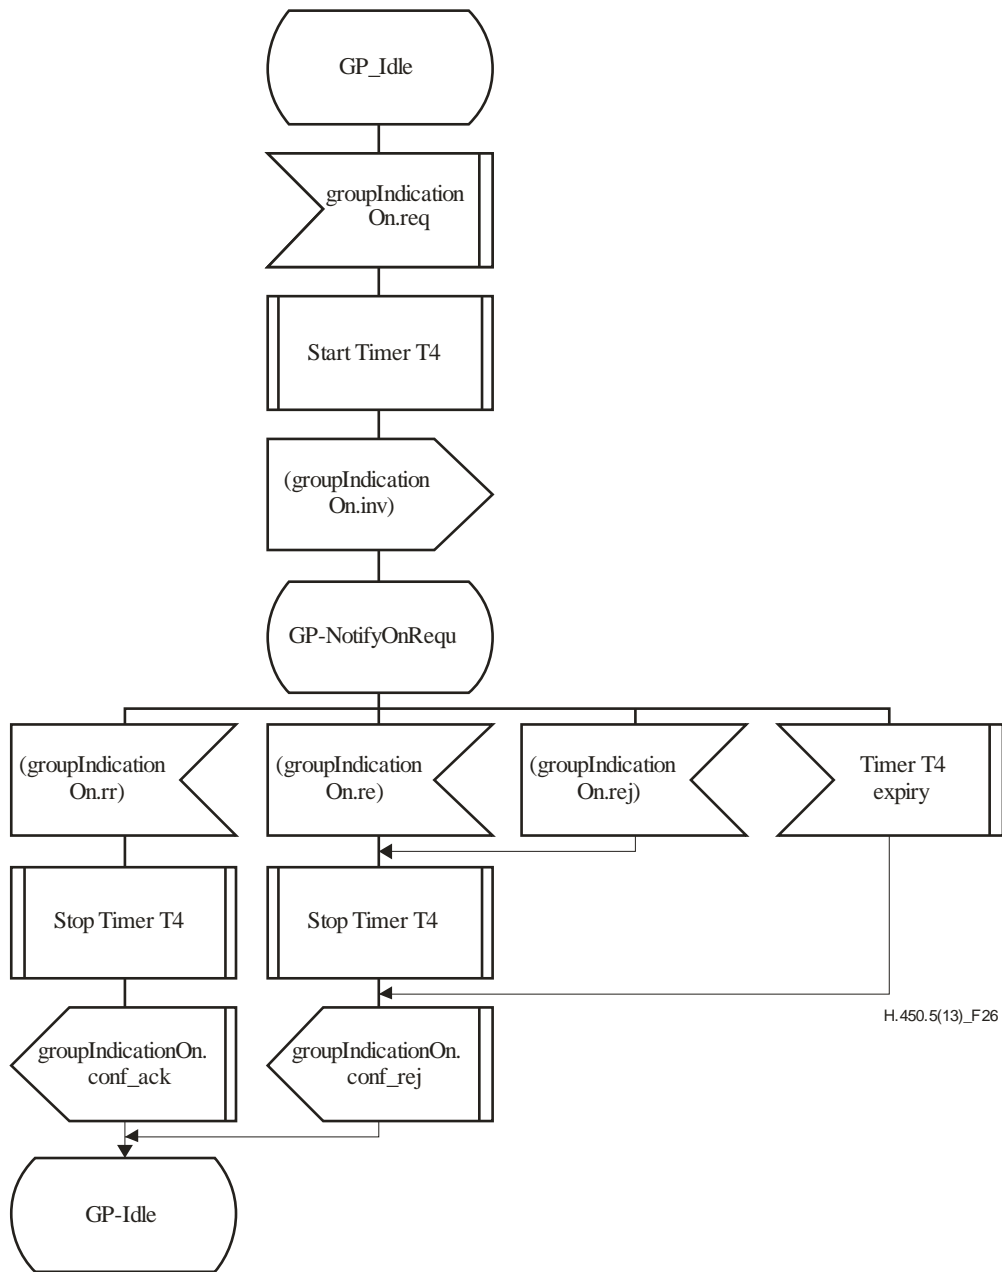 GP_Idle
groupIndication
On.req
Start Timer T4
(groupIndication
On.inv)
GP-NotifyOnRequ
(groupIndication
On.rr)
(groupIndication
On.re)
(groupIndication
On.rej)
Timer T4
expiry
Stop Timer T4
Stop Timer T4
H.450.5(13)_F26
groupIndicationOn.
conf_ack
groupIndicationOn.
conf_rej
GP-Idle